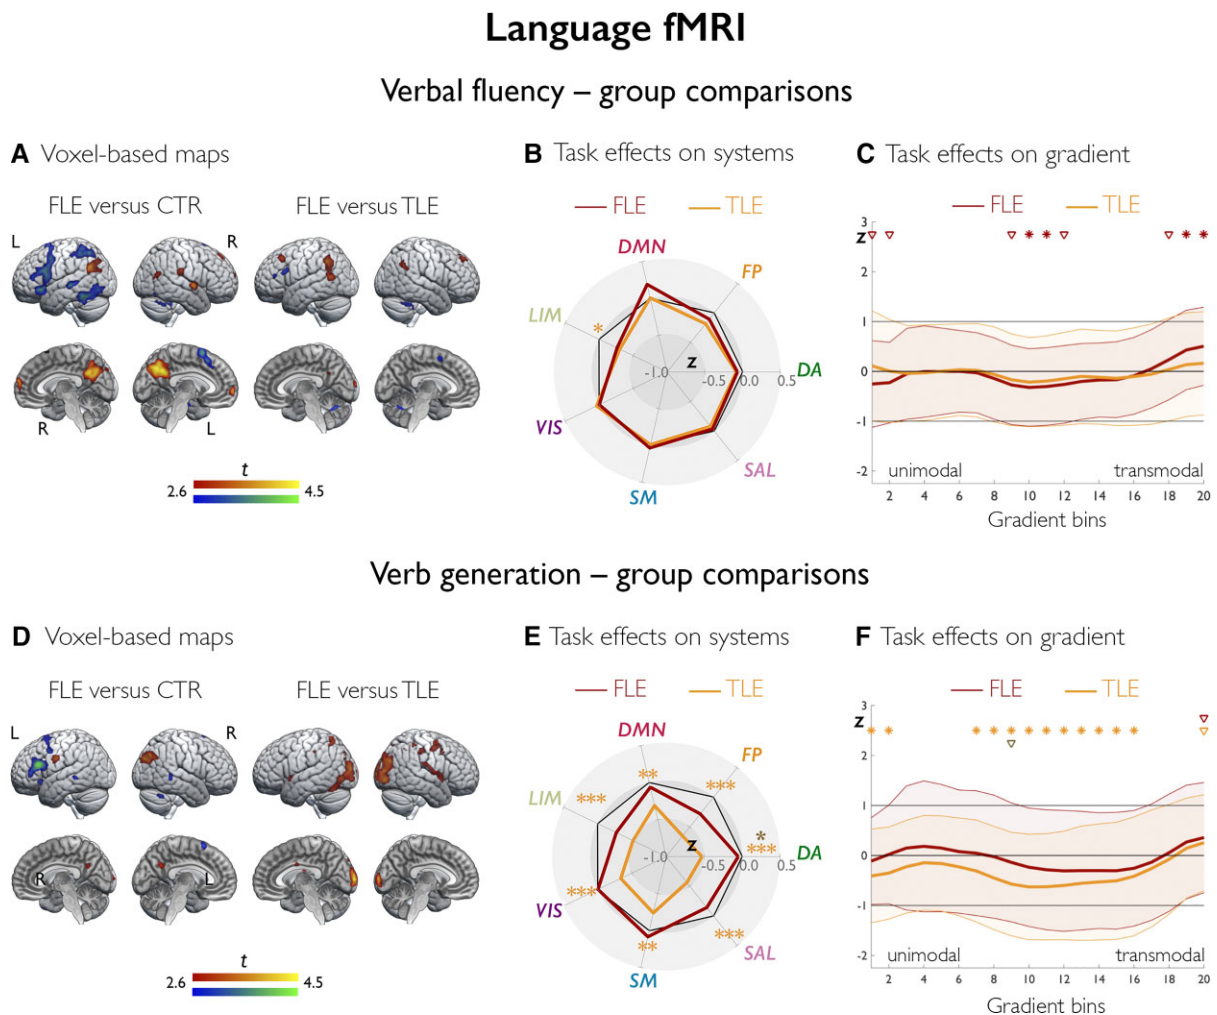 Language fMRI
Verbal fluency – group comparisons
A Voxel-based maps
FLE versus CTR
FLE versus TLE
L
R
R
L
t
2.6
4.5
B Task effects on systems
FLE
TLE
DMN
FP
LIM
*
z
-1.0
-0.5
0.0
0.5
DA
VIS
SAL
SM
C Task effects on gradient
FLE
TLE
3
z
2
1
0
-1
-2
unimodal
transmodal
2 4 6 8 10 12 14 16 18 20
Gradient bins
Verb generation – group comparisons
D Voxel-based maps
FLE versus CTR
FLE versus TLE
L
R
R
L
t
2.6
4.5
E Task effects on systems
FLE
TLE
DMN
FP
**
***
LIM
***
z
*
***
-1.0
-0.5
0.0
0.5
DA
***
VIS
**
***
SAL
SM
F Task effects on gradient
FLE
TLE
3
z
2
1
0
-1
-2
unimodal
transmodal
2 4 6 8 10 12 14 16 18 20
Gradient bins